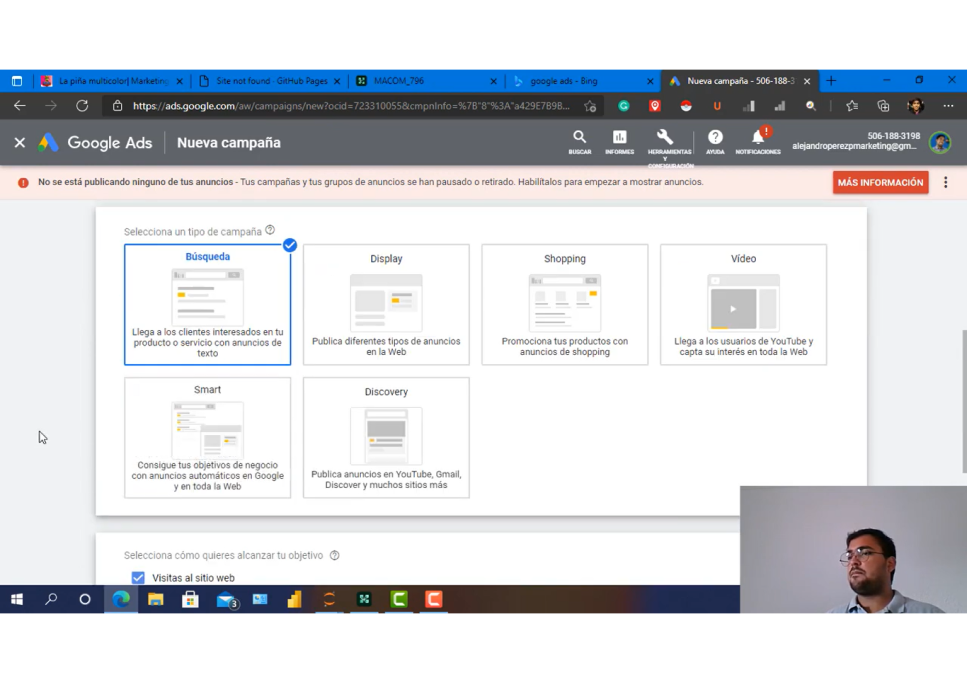 La piña multicolor| Marketing
Site not found · GitHub Pages
MACOM_796
google ads - Bing
Nueva campaña - 506-188-3
https://ads.google.com/aw/campaigns/new?ocid=723310055&cmpnInfo=%7B"8"%3A"a429E7B9B...
Google Ads
Nueva campaña
BUSCAR
INFORMES
HERRAMIENTAS
Y
CONFIGURACIÓN
AYUDA
NOTIFICACIONES
506-188-3198
alejandroperezpmarketing@gm...
No se está publicando ninguno de tus anuncios - Tus campañas y tus grupos de anuncios se han pausado o retirado. Habilítalos para empezar a mostrar anuncios.
MÁS INFORMACIÓN
Selecciona un tipo de campaña
Búsqueda
Llega a los clientes interesados en tu
producto o servicio con anuncios de
texto
Display
Publica diferentes tipos de anuncios
en la Web
Shopping
Promociona tus productos con
anuncios de shopping
Vídeo
Llega a los usuarios de YouTube y
capta su interés en toda la Web
Smart
Consigue tus objetivos de negocio
con anuncios automáticos en Google
y en toda la Web
Discovery
Publica anuncios en YouTube, Gmail,
Discover y muchos sitios más
Selecciona cómo quieres alcanzar tu objetivo
Visitas al sitio web
3